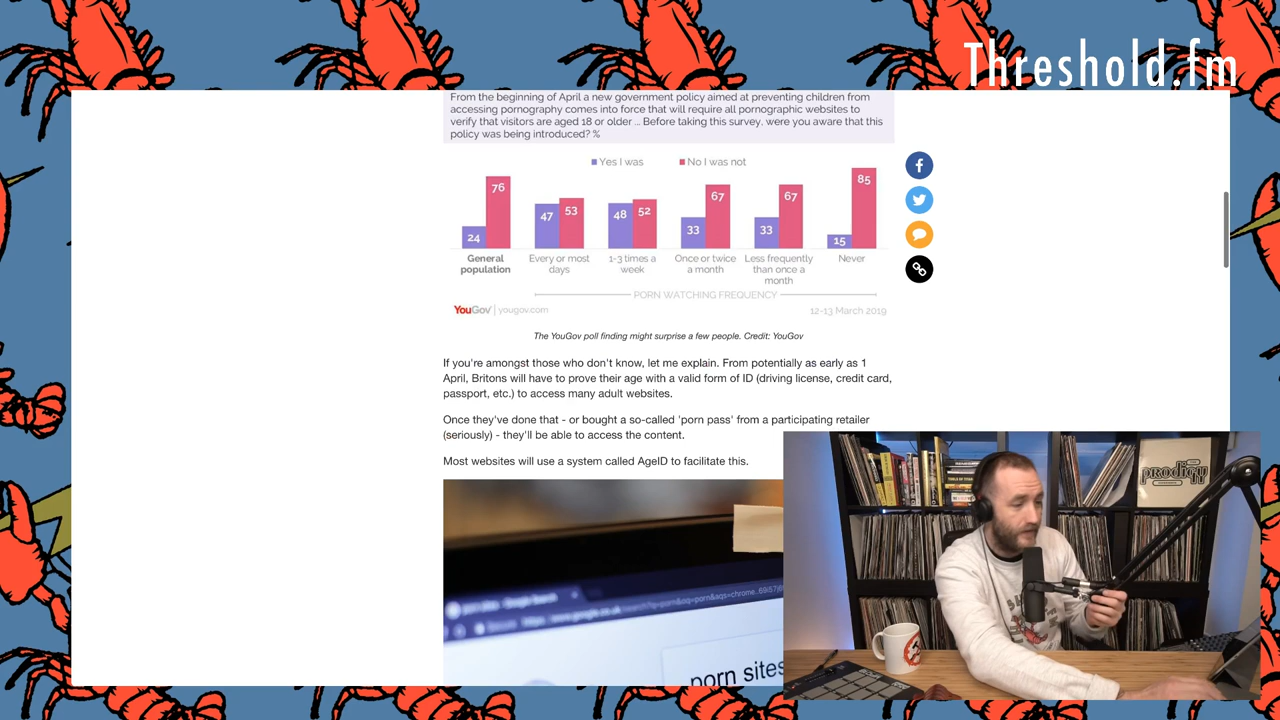 Threshold.fm
From the beginning of April a new government policy aimed at preventing children from
accessing pornography comes into force that will require all pornographic websites to
verify that visitors are aged 18 or older ... Before taking this survey, were you aware that this
policy was being introduced? %
Yes I was No I was not
76 47 53 48 52 67 67 85
24 33 33 15
General population
Every or most days
1-3 times a week
Once or twice a month
Less frequently than once a month
Never
PORN WATCHING FREQUENCY
YouGov | yougov.com 12-13 March 2019
The YouGov poll finding might surprise a few people. Credit: YouGov
If you're amongst those who don't know, let me explain. From potentially as early as 1
April, Britons will have to prove their age with a valid form of ID (driving license, credit card,
passport, etc.) to access many adult websites.
Once they've done that - or bought a so-called 'porn pass' from a participating retailer
(seriously) - they'll be able to access the content.
Most websites will use a system called AgeID to facilitate this.
porn sites
prodigy